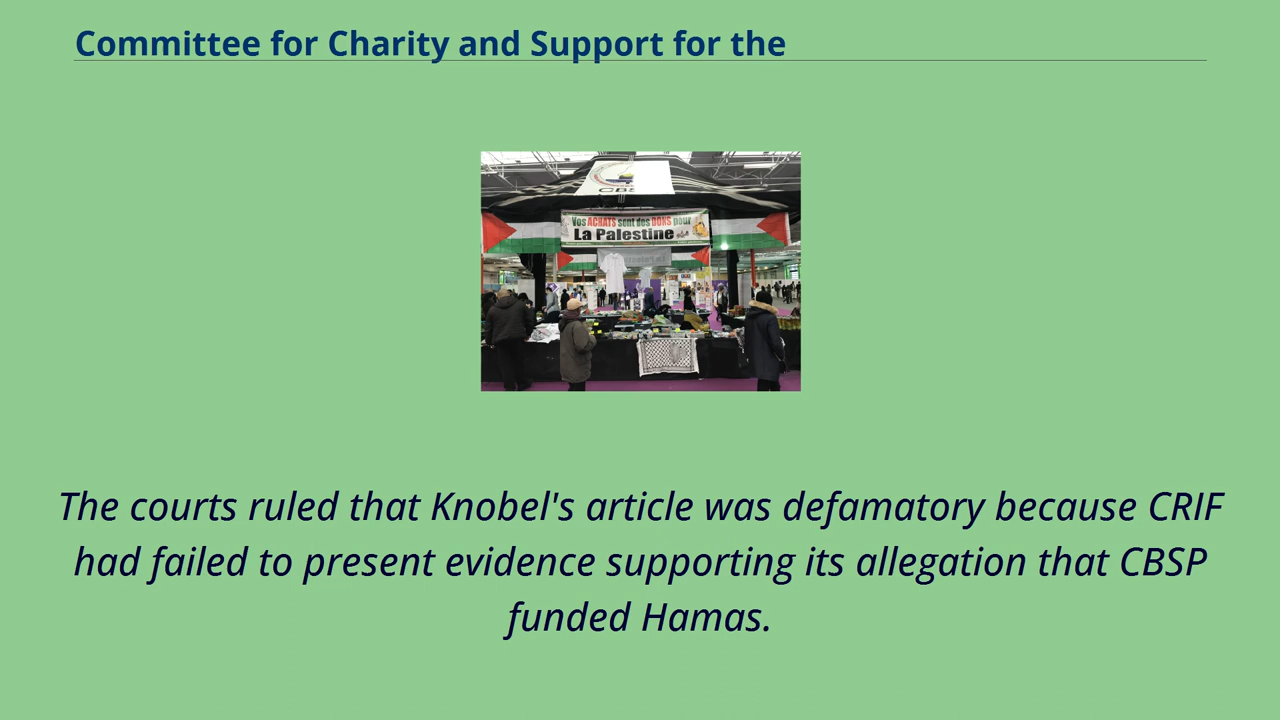 Committee for Charity and Support for the
Vos ACHATS sont des DONS pour
La Palestine
The courts ruled that Knobel's article was defamatory because CRIF
had failed to present evidence supporting its allegation that CBSP
funded Hamas.